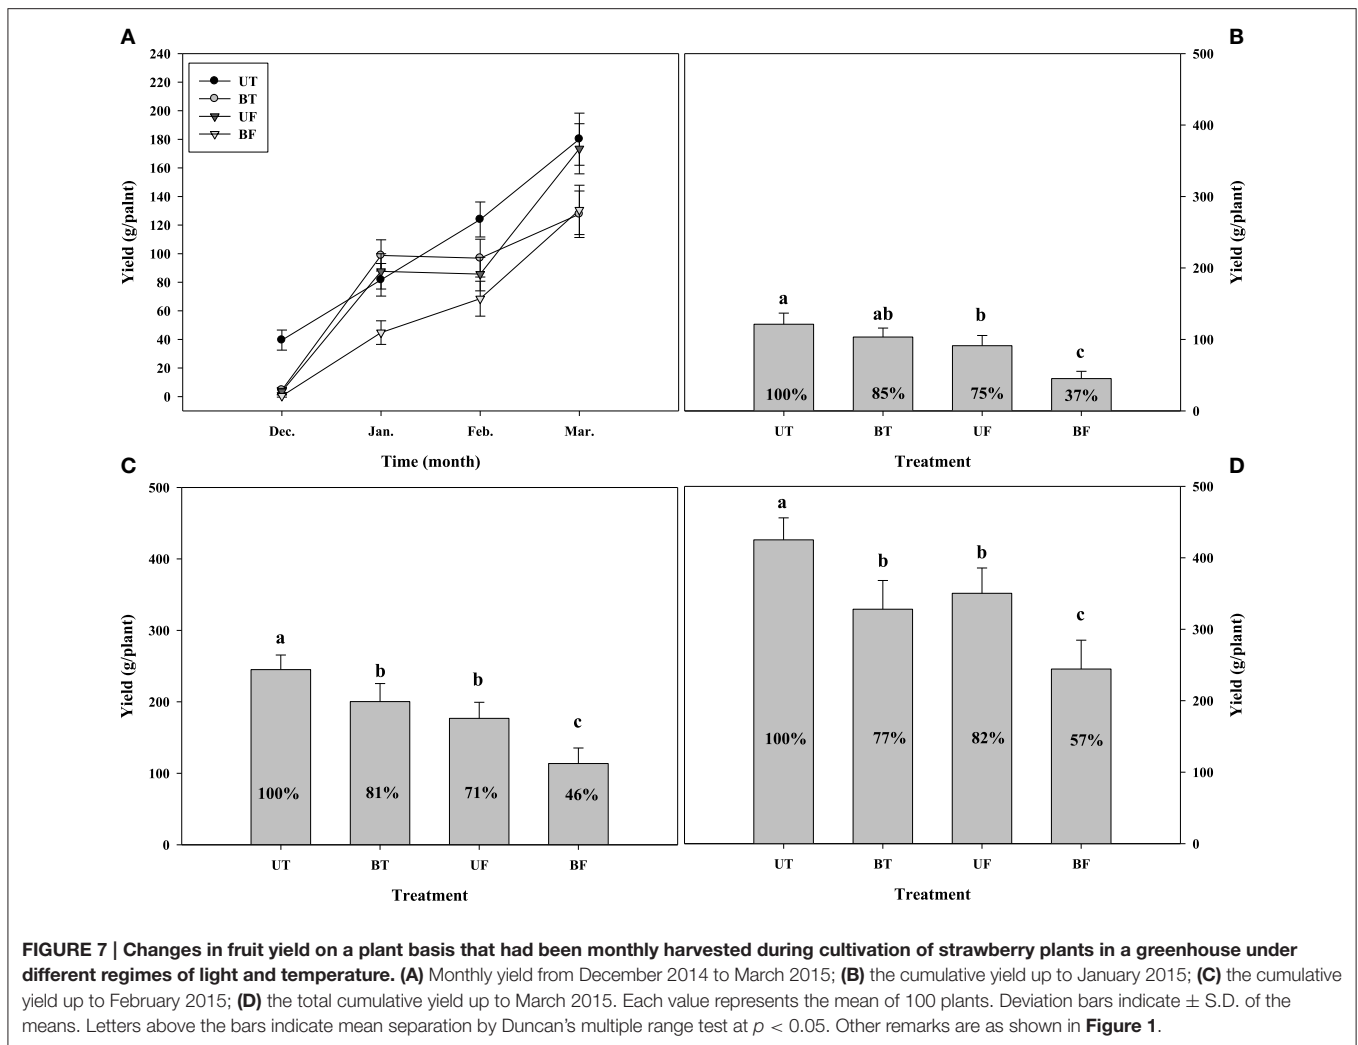 A
B
240
220
200
180
160
140
120
100
80
60
40
20
0
Yield (g/palnt)
UT
BT
UF
BF
Dec.
Jan.
Feb.
Mar.
Time (month)
500
400
300
200
100
0
Yield (g/plant)
a
ab
b
c
100%
85%
75%
37%
UT
BT
UF
BF
Treatment
C
D
500
400
300
200
100
0
Yield (g/plant)
a
b
b
c
100%
81%
71%
46%
UT
BT
UF
BF
Treatment
500
400
300
200
100
0
Yield (g/plant)
a
b
b
c
100%
77%
82%
57%
UT
BT
UF
BF
Treatment
FIGURE 7 | Changes in fruit yield on a plant basis that had been monthly harvested during cultivation of strawberry plants in a greenhouse under
different regimes of light and temperature. (A) Monthly yield from December 2014 to March 2015; (B) the cumulative yield up to January 2015; (C) the cumulative
yield up to February 2015; (D) the total cumulative yield up to March 2015. Each value represents the mean of 100 plants. Deviation bars indicate ± S.D. of the
means. Letters above the bars indicate mean separation by Duncan's multiple range test at p < 0.05. Other remarks are as shown in Figure 1.